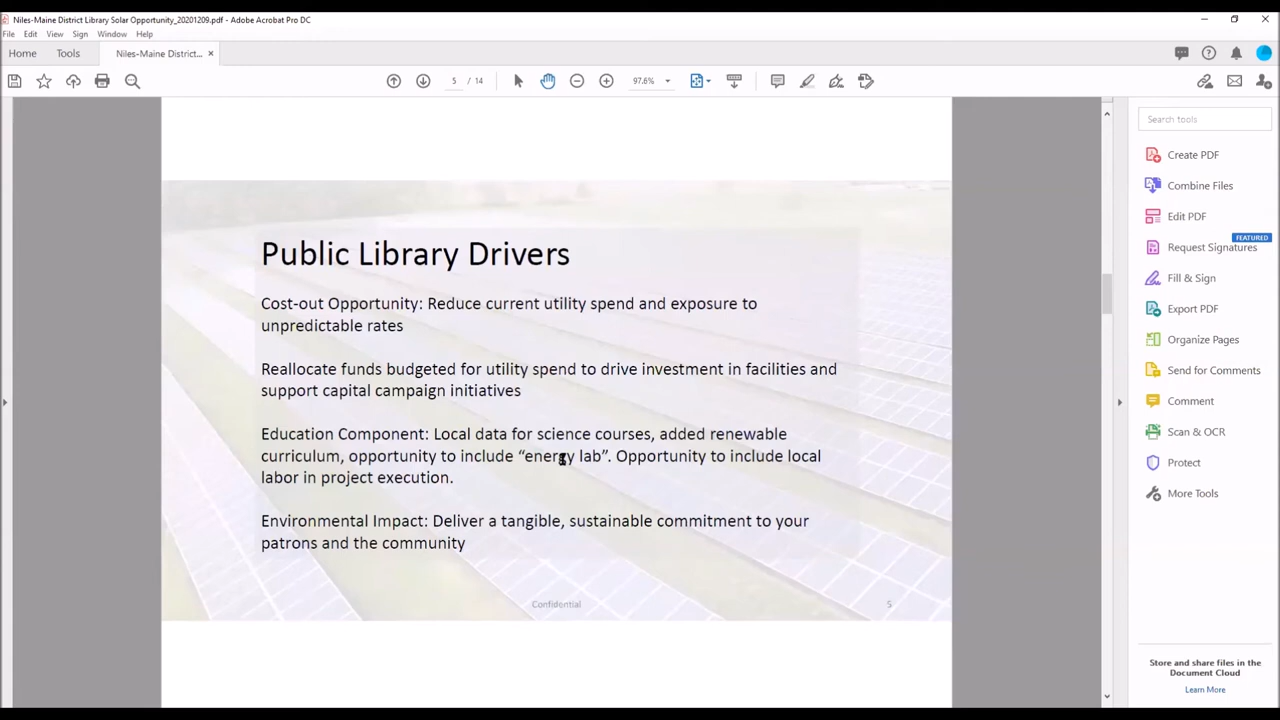 Niles-Maine District Library Solar Opportunity_20201209.pdf - Adobe Acrobat Pro DC
File Edit View Sign Window Help
Home Tools Niles-Maine District... ×
5 / 14 97.6%
Search tools
Create PDF
Combine Files
Edit PDF
FEATURED
Request Signatures
Fill & Sign
Export PDF
Organize Pages
Send for Comments
Comment
Scan & OCR
Protect
More Tools
Store and share files in the
Document Cloud
Learn More
Public Library Drivers
Cost-out Opportunity: Reduce current utility spend and exposure to
unpredictable rates
Reallocate funds budgeted for utility spend to drive investment in facilities and
support capital campaign initiatives
Education Component: Local data for science courses, added renewable
curriculum, opportunity to include “energy lab”. Opportunity to include local
labor in project execution.
Environmental Impact: Deliver a tangible, sustainable commitment to your
patrons and the community
Confidential 5